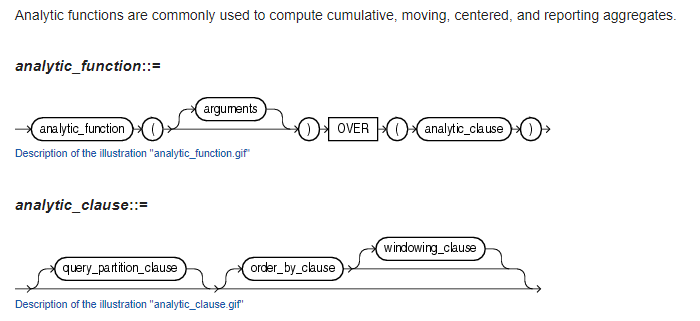 Analytic functions are commonly used to compute cumulative, moving, centered, and reporting aggregates.
analytic_function::=
arguments
analytic_function ( ) OVER ( analytic_clause )
Description of the illustration "analytic_function.gif"
analytic_clause::=
windowing_clause
query_partition_clause order_by_clause
Description of the illustration "analytic_clause.gif"